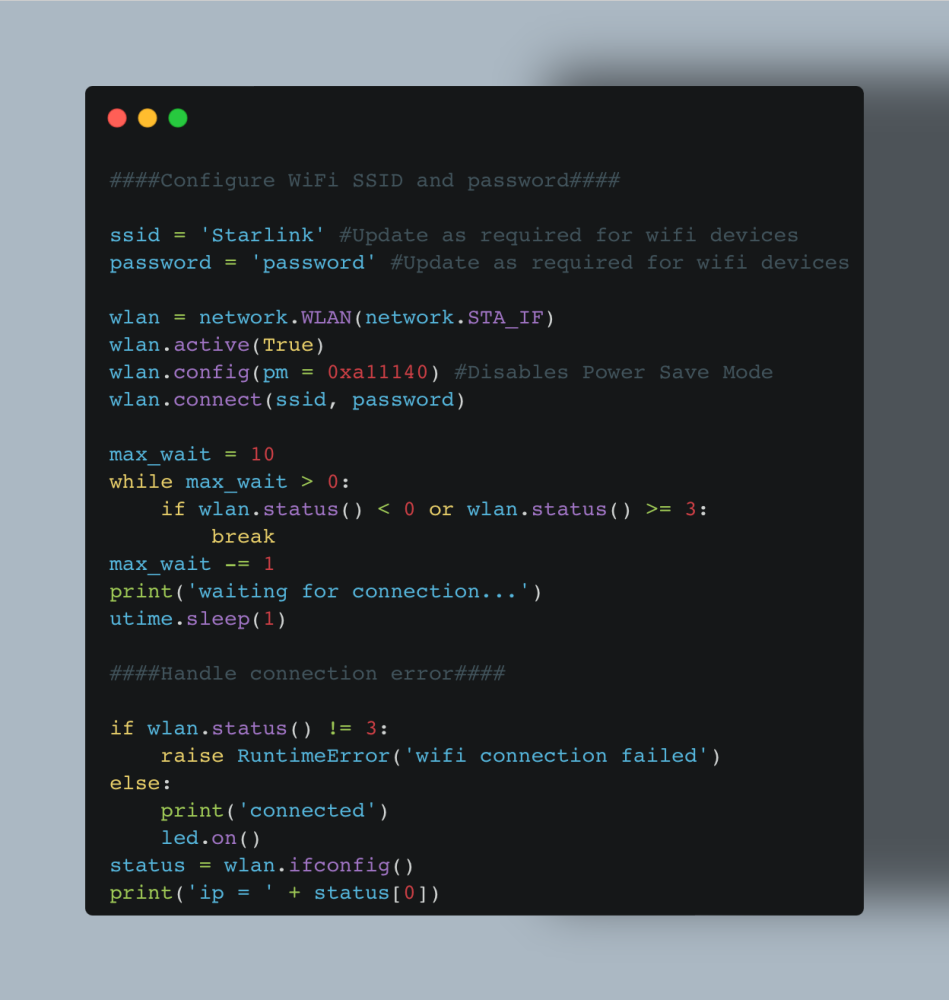 ####Configure WiFi SSID and password####
ssid = 'Starlink' #Update as required for wifi devices
password = 'password' #Update as required for wifi devices
wlan = network.WLAN(network.STA_IF)
wlan.active(True)
wlan.config(pm = 0xa11140) #Disables Power Save Mode
wlan.connect(ssid, password)
max_wait = 10
while max_wait > 0:
    if wlan.status() < 0 or wlan.status() >= 3:
        break
max_wait -= 1
print('waiting for connection...')
utime.sleep(1)
####Handle connection error####
if wlan.status() != 3:
    raise RuntimeError('wifi connection failed')
else:
    print('connected')
    led.on()
status = wlan.ifconfig()
print('ip = ' + status[0])